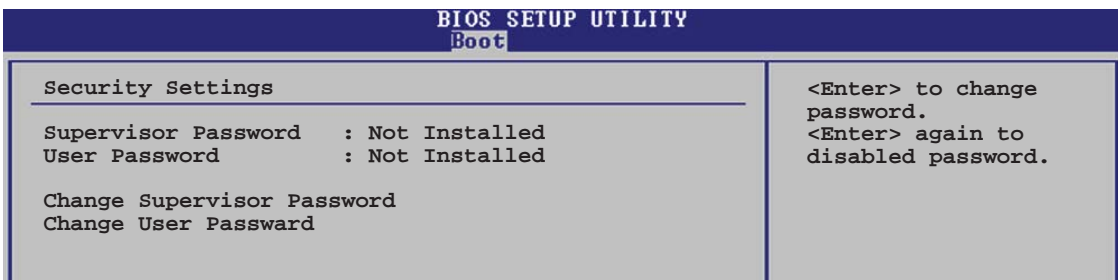 BIOS SETUP UTILITY
Boot
Security Settings
Supervisor Password : Not Installed
User Password : Not Installed
Change Supervisor Password
Change User Passward
<Enter> to change
password.
<Enter> again to
disabled password.